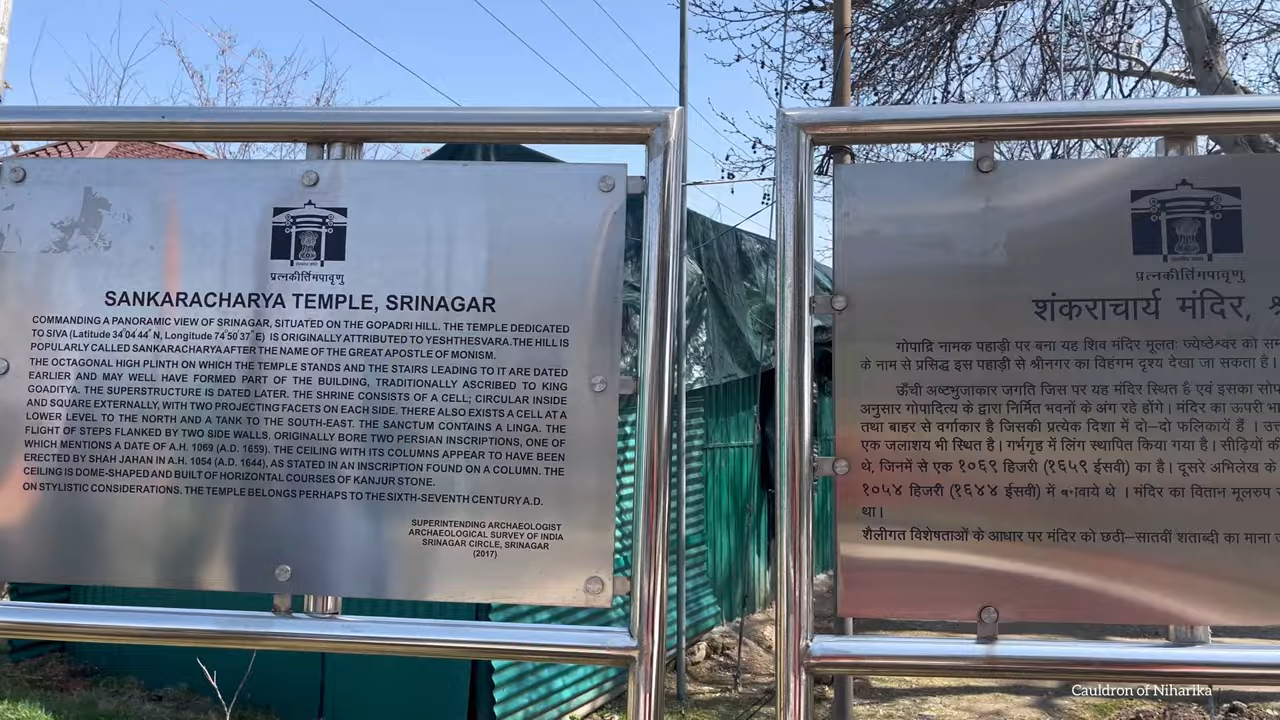 प्रत्नकीर्तिमपावृणु
SANKARACHARYA TEMPLE, SRINAGAR
COMMANDING A PANORAMIC VIEW OF SRINAGAR, SITUATED ON THE GOPADRI HILL. THE TEMPLE DEDICATED
TO SIVA (Latitude 34°04'44" N, Longitude 74°50'37" E) IS ORIGINALLY ATTRIBUTED TO YESHTHESVARA. THE HILL IS
POPULARLY CALLED SANKARACHARYA AFTER THE NAME OF THE GREAT APOSTLE OF MONISM.
THE OCTAGONAL HIGH PLINTH ON WHICH THE TEMPLE STANDS AND THE STAIRS LEADING TO IT ARE DATED
EARLIER AND MAY WELL HAVE FORMED PART OF THE BUILDING, TRADITIONALLY ASCRIBED TO KING
GOADITYA. THE SUPERSTRUCTURE IS DATED LATER. THE SHRINE CONSISTS OF A CELL; CIRCULAR INSIDE
AND SQUARE EXTERNALLY, WITH TWO PROJECTING FACETS ON EACH SIDE. THERE ALSO EXISTS A CELL AT A
LOWER LEVEL TO THE NORTH AND A TANK TO THE SOUTH-EAST. THE SANCTUM CONTAINS A LINGA. THE
FLIGHT OF STEPS FLANKED BY TWO SIDE WALLS, ORIGINALLY BORE TWO PERSIAN INSCRIPTIONS, ONE OF
WHICH MENTIONS A DATE OF A.H. 1069 (A.D. 1659). THE CEILING WITH ITS COLUMNS APPEAR TO HAVE BEEN
ERECTED BY SHAH JAHAN IN A.H. 1054 (A.D. 1644), AS STATED IN AN INSCRIPTION FOUND ON A COLUMN. THE
CEILING IS DOME-SHAPED AND BUILT OF HORIZONTAL COURSES OF KANJUR STONE.
ON STYLISTIC CONSIDERATIONS. THE TEMPLE BELONGS PERHAPS TO THE SIXTH-SEVENTH CENTURY A.D.
SUPERINTENDING ARCHAEOLOGIST
ARCHAEOLOGICAL SURVEY OF INDIA
SRINAGAR CIRCLE, SRINAGAR
(2017)
प्रत्नकीर्तिमपावृणु
शंकराचार्य मंदिर,
गोपाद्रि नामक पहाड़ी पर बना यह शिव मंदिर मूलतः ज्येष्ठेश्वर को
के नाम से प्रसिद्ध इस पहाड़ी से श्रीनगर का विहंगम दृश्य देखा जा सकता है।
ऊँची अष्टभुजाकार जगति जिस पर यह मंदिर स्थित है एवं इसका
अनुसार गोपादित्य के द्वारा निर्मित भवनों के अंग रहे होंगे। मंदिर का ऊपरी
तथा बाहर से वर्गाकार है जिसकी प्रत्येक दिशा में दो–दो फलिकायें हैं ।
एक जलाशय भी स्थित है। गर्भगृह में लिंग स्थापित किया गया है। सीढ़ियों
थे, जिनमें से एक १०६९ हिजरी (१६५९ ईसवी) का है। दूसरे अभिलेख के
१०५४ हिजरी (१६४४ ईसवी) में बनवाये थे । मंदिर का वितान मूलरुप
था।
शैलीगत विशेषताओं के आधार पर मंदिर को छठी–सातवीं शताब्दी का माना
Cauldron of Niharika